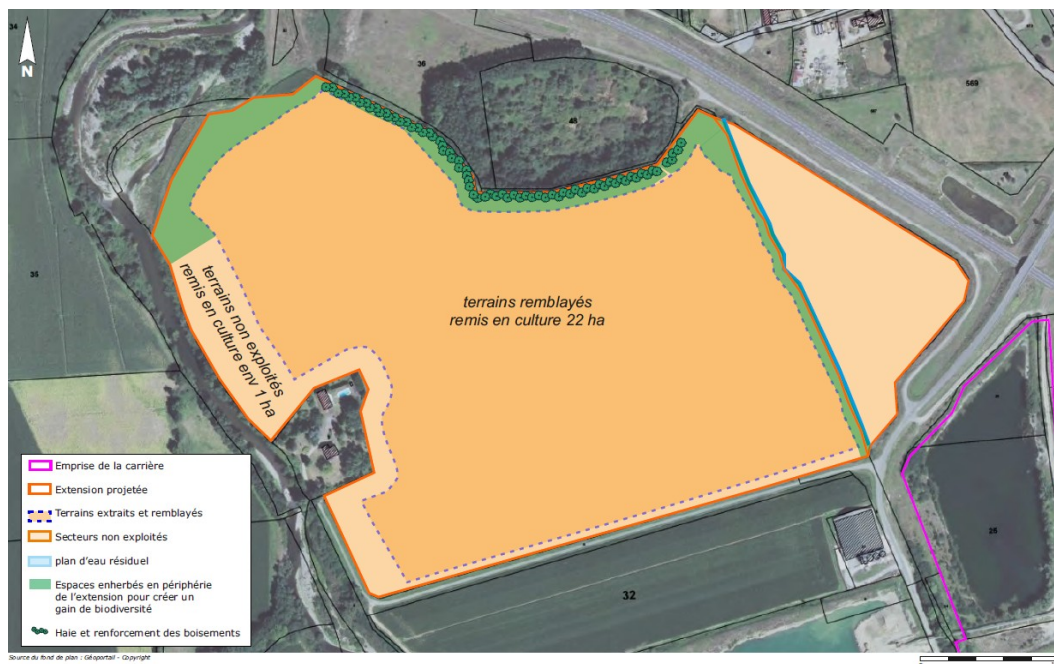 34
N
36
48
569
35
terrains non exploités
remis en culture env 1 ha
terrains remblayés
remis en culture 22 ha
25
32
Emprise de la carrière
Extension projetée
Terrains extraits et remblayés
Secteurs non exploités
plan d'eau résiduel
Espaces enherbés en périphérie
de l'extension pour créer un
gain de biodiversité
Haie et renforcement des boisements
Source du fond de plan : Géoportail – Copyright